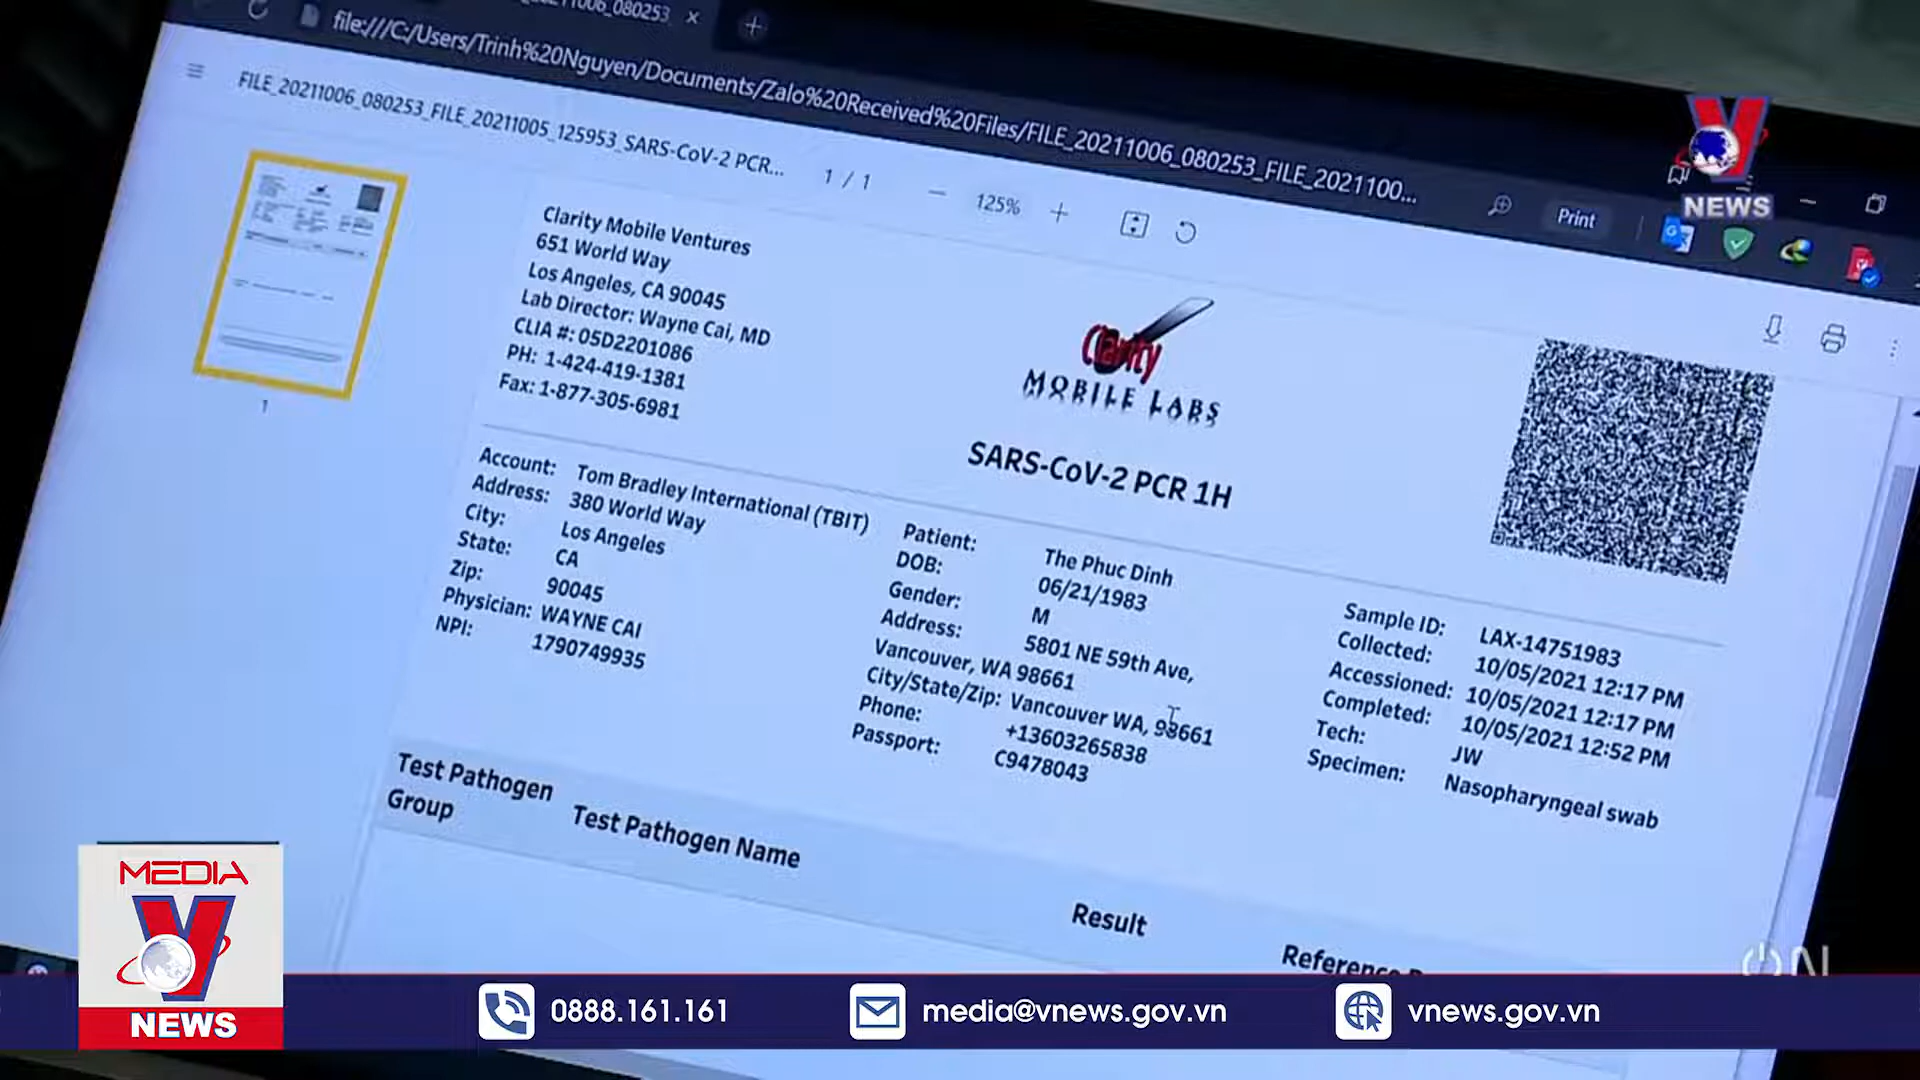 file:///C:/Users/Trinh%20Nguyen/Documents/Zalo%20Received%20Files/FILE_20211006_080253_FILE_2021100...
FILE_20211006_080253_FILE_20211005_125953_SARS-CoV-2 PCR...
1 / 1
125%
Print
NEWS
1
Clarity Mobile Ventures
651 World Way
Los Angeles, CA 90045
Lab Director: Wayne Cai, MD
CLIA #: 05D2201086
PH: 1-424-419-1381
Fax: 1-877-305-6981
Clarity
MOBILE LABS
SARS-CoV-2 PCR 1H
Account: Tom Bradley International (TBIT)
Address: 380 World Way
City: Los Angeles
State: CA
Zip: 90045
Physician: WAYNE CAI
NPI: 1790749935
Patient: The Phuc Dinh
DOB: 06/21/1983
Gender: M
Address: 5801 NE 59th Ave,
Vancouver, WA 98661
City/State/Zip: Vancouver WA, 98661
Phone: +13603265838
Passport: C9478043
Sample ID: LAX-14751983
Collected: 10/05/2021 12:17 PM
Accessioned: 10/05/2021 12:17 PM
Completed: 10/05/2021 12:52 PM
Tech: JW
Specimen: Nasopharyngeal swab
Test Pathogen
Group
Test Pathogen Name
Result
Reference
MEDIA
NEWS
0888.161.161
media@vnews.gov.vn
vnews.gov.vn